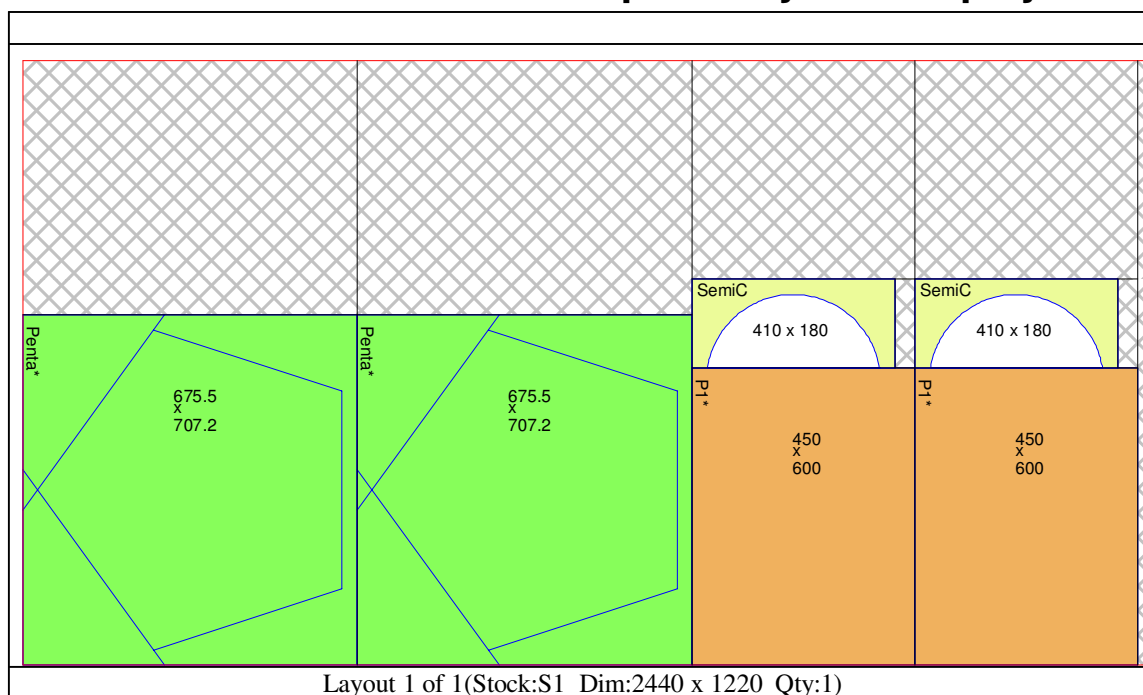 SemiC
410 x 180
SemiC
410 x 180
Penta*
675.5
x
707.2
Penta*
675.5
x
707.2
P1*
450
x
600
P1*
450
x
600
Layout 1 of 1(Stock:S1 Dim:2440 x 1220 Qty:1)